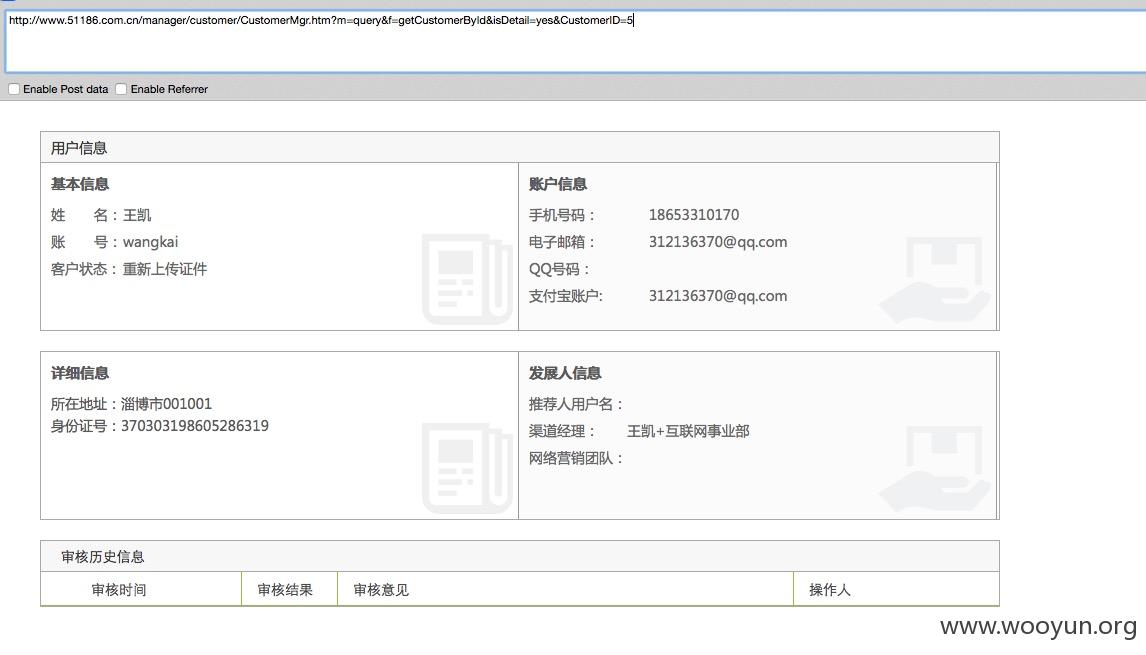 http://www.51186.com.cn/manager/customer/CustomerMgr.htm?m=query&f=getCustomerById&isDetail=yes&CustomerID=5
Enable Post data Enable Referrer
用户信息
基本信息
姓 名：王凯
账 号：wangkai
客户状态：重新上传证件
账户信息
手机号码： 18653310170
电子邮箱： 312136370@qq.com
QQ号码：
支付宝账户: 312136370@qq.com
详细信息
所在地址：淄博市001001
身份证号：370303198605286319
发展人信息
推荐人用户名：
渠道经理： 王凯+互联网事业部
网络营销团队：
审核历史信息
审核时间 审核结果 审核意见 操作人
www.wooyun.org